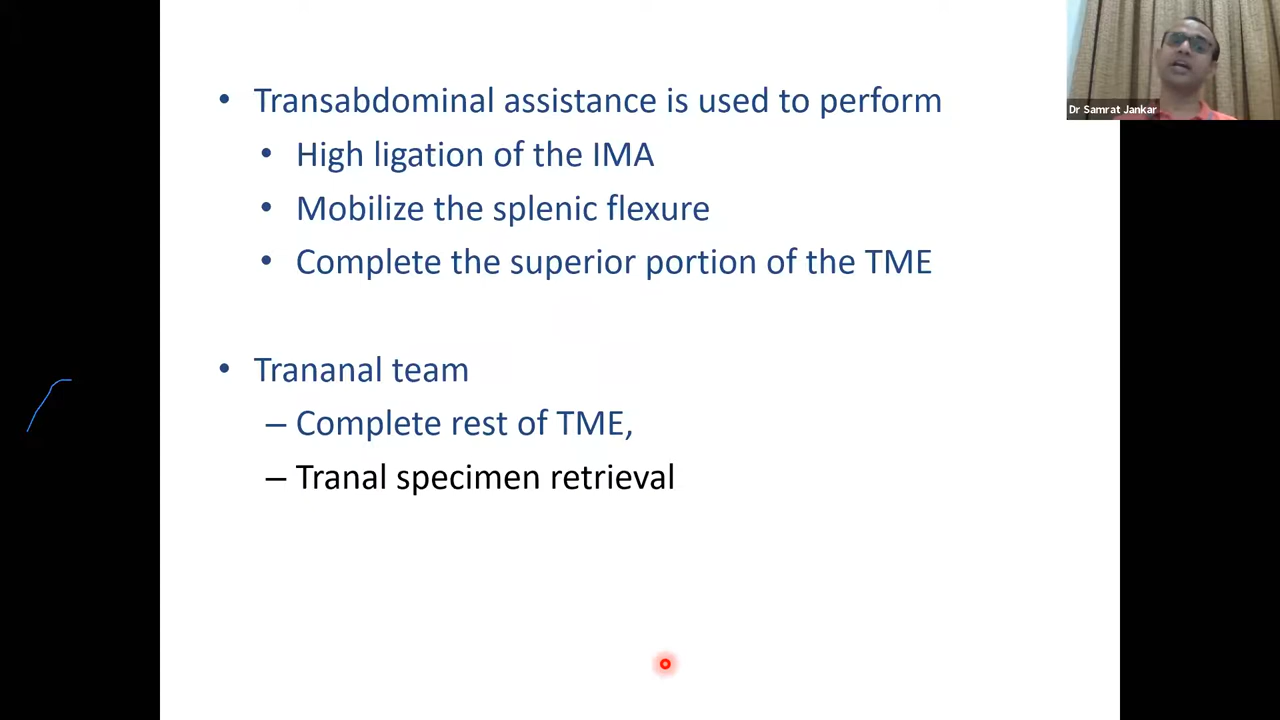 • Transabdominal assistance is used to perform
• High ligation of the IMA
• Mobilize the splenic flexure
• Complete the superior portion of the TME
• Trananal team
– Complete rest of TME,
– Tranal specimen retrieval
Dr Samrat Jankar